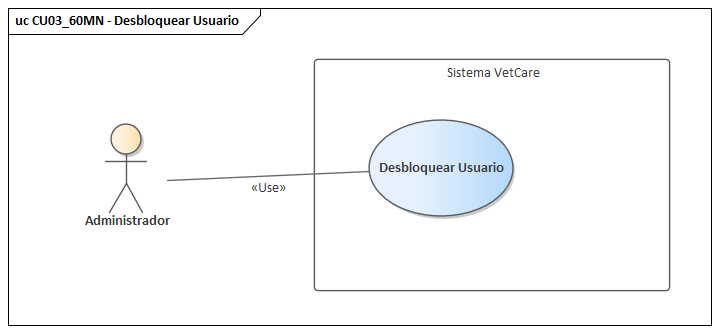 uc CU03_60MN - Desbloquear Usuario
Sistema VetCare
Desbloquear Usuario
«Use»
Administrador